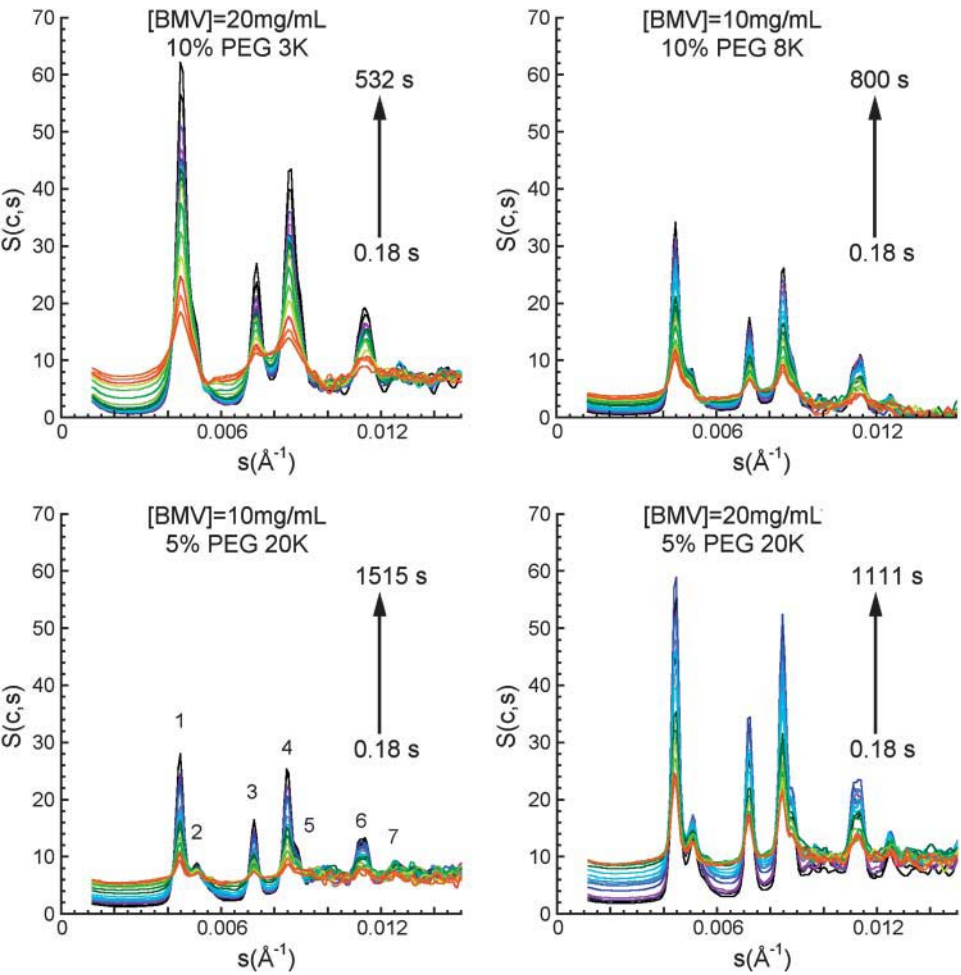 [BMV]=20mg/mL
10% PEG 3K
532 s
0.18 s
S(c,s)
70
60
50
40
30
20
10
0
0
0.006
0.012
s(Å⁻¹)
[BMV]=10mg/mL
10% PEG 8K
800 s
0.18 s
S(c,s)
70
60
50
40
30
20
10
0
0
0.006
0.012
s(Å⁻¹)
[BMV]=10mg/mL
5% PEG 20K
1515 s
0.18 s
S(c,s)
70
60
50
40
30
20
10
0
1
2
3
4
5
6
7
0
0.006
0.012
s(Å⁻¹)
[BMV]=20mg/mL
5% PEG 20K
1111 s
0.18 s
S(c,s)
70
60
50
40
30
20
10
0
0
0.006
0.012
s(Å⁻¹)